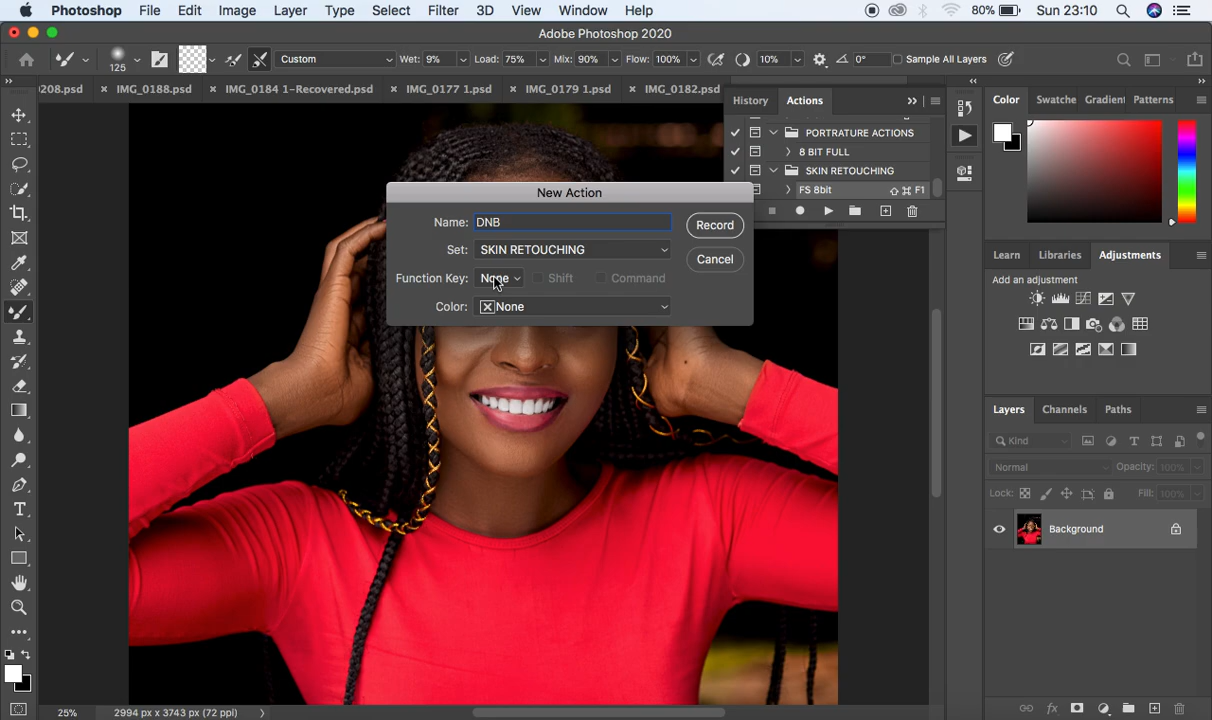 Photoshop File Edit Image Layer Type Select Filter 3D View Window Help 80% Sun 23:10
Adobe Photoshop 2020
125 Custom Wet: 9% Load: 75% Mix: 90% Flow: 100% 10% 0° Sample All Layers
0208.psd × IMG_0188.psd × IMG_0184 1-Recovered.psd × IMG_0177 1.psd × IMG_0179 1.psd × IMG_0182.psd
History Actions
PORTRATURE ACTIONS
8 BIT FULL
SKIN RETOUCHING
FS 8bit ⇧⌘ F1
New Action
Name: DNB
Record
Set: SKIN RETOUCHING
Cancel
Function Key: None Shift Command
Color: None
Color Swatche Gradient Patterns
Learn Libraries Adjustments
Add an adjustment
Layers Channels Paths
Kind
Normal Opacity: 100%
Lock: Fill: 100%
Background
fx
25% 2994 px x 3743 px (72 ppi)